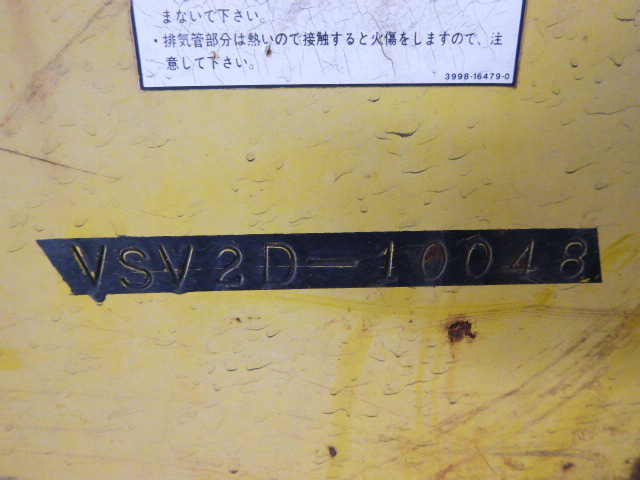 まないで下さい。
・排気管部分は熱いので接触すると火傷をしますので、注
意して下さい。
3998-16479-0
VSV2D-10048